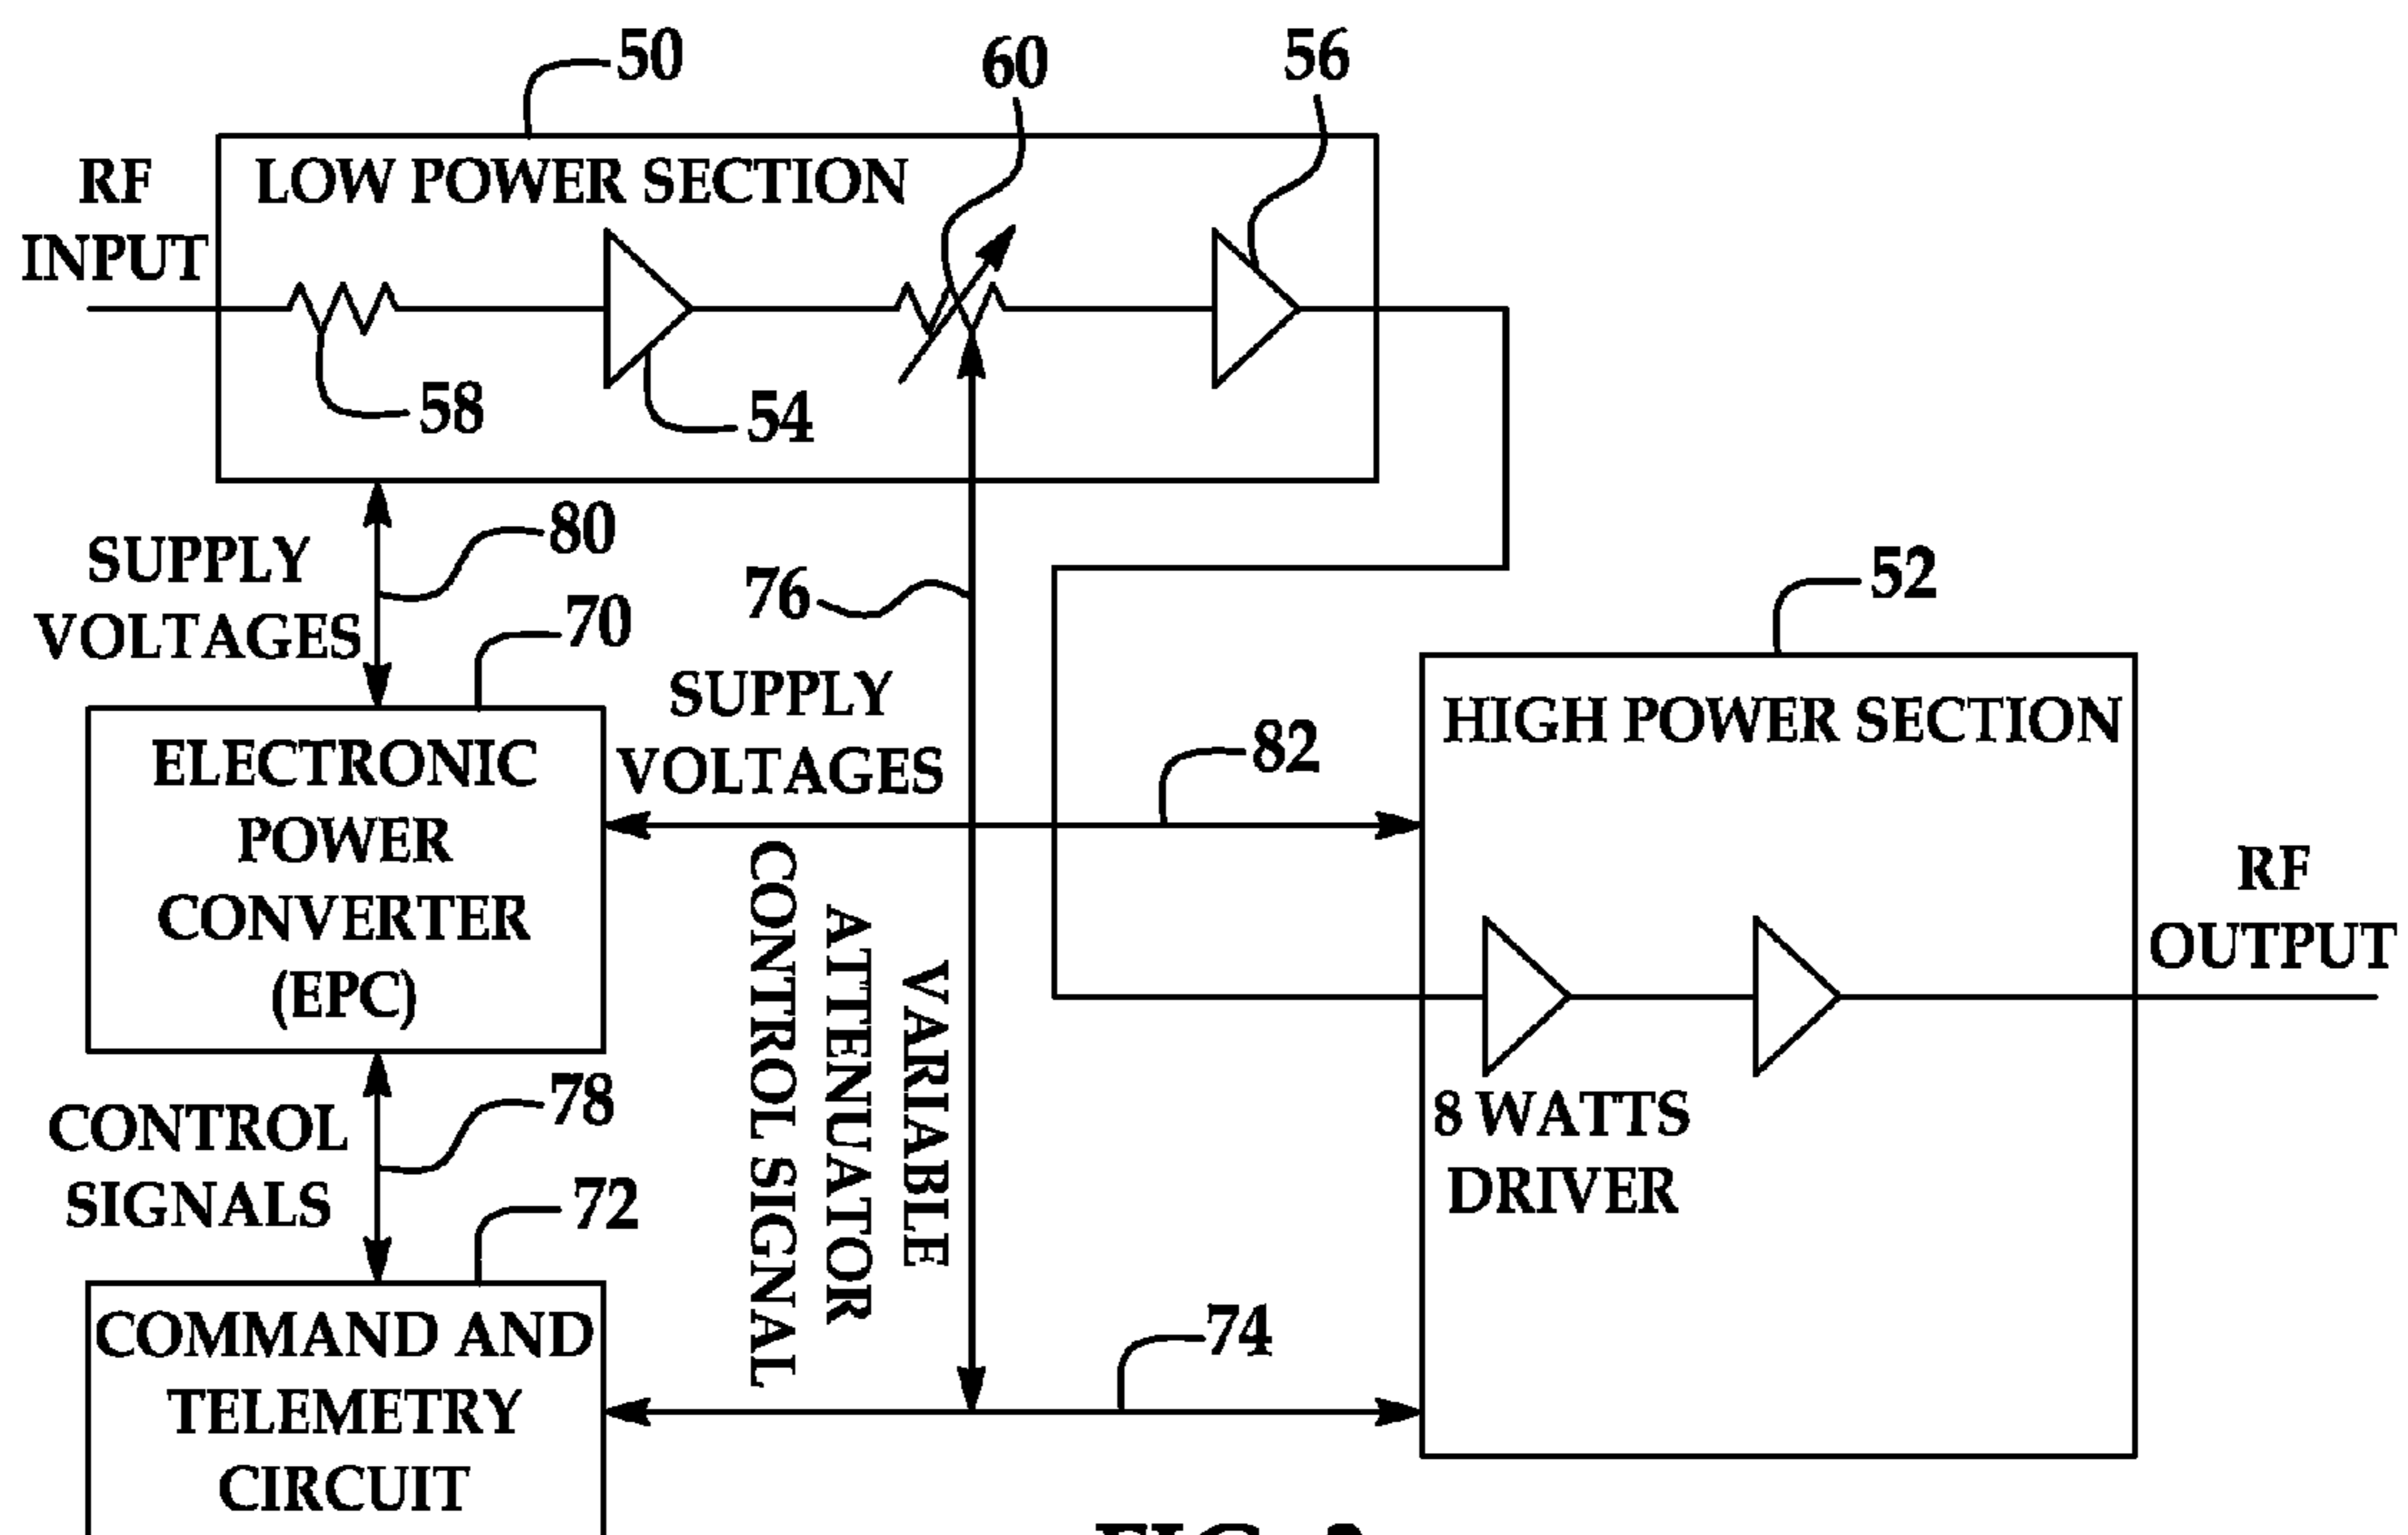 50
60
56
RF
INPUT
LOW POWER SECTION
58
54
SUPPLY
VOLTAGES
80
76
52
70
SUPPLY
VOLTAGES
82
HIGH POWER SECTION
ELECTRONIC
POWER
CONVERTER
(EPC)
VARIABLE
ATTENUATOR
CONTROL SIGNAL
RF
OUTPUT
8 WATTS
DRIVER
CONTROL
SIGNALS
78
72
74
COMMAND AND
TELEMETRY
CIRCUIT